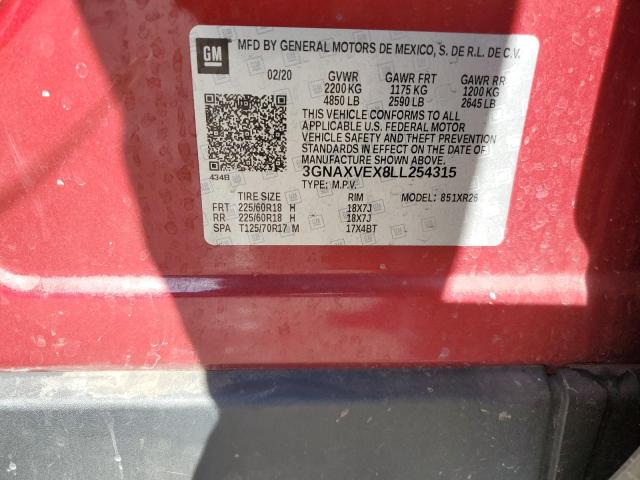 GM MFD BY GENERAL MOTORS DE MEXICO, S. DE R.L. DE C.V.
02/20 GVWR GAWR FRT GAWR RR
2200 KG 1175 KG 1200 KG
4850 LB 2590 LB 2645 LB
THIS VEHICLE CONFORMS TO ALL
APPLICABLE U.S. FEDERAL MOTOR
VEHICLE SAFETY AND THEFT PREVENTION
STANDARDS IN EFFECT ON THE DATE OF
MANUFACTURE SHOWN ABOVE.
434B 3GNAXVEX8LL254315
TYPE: M.P.V.
TIRE SIZE RIM MODEL: 851XR26
FRT 225/60R18 H 18X7J
RR 225/60R18 H 18X7J
SPA T125/70R17 M 17X4BT